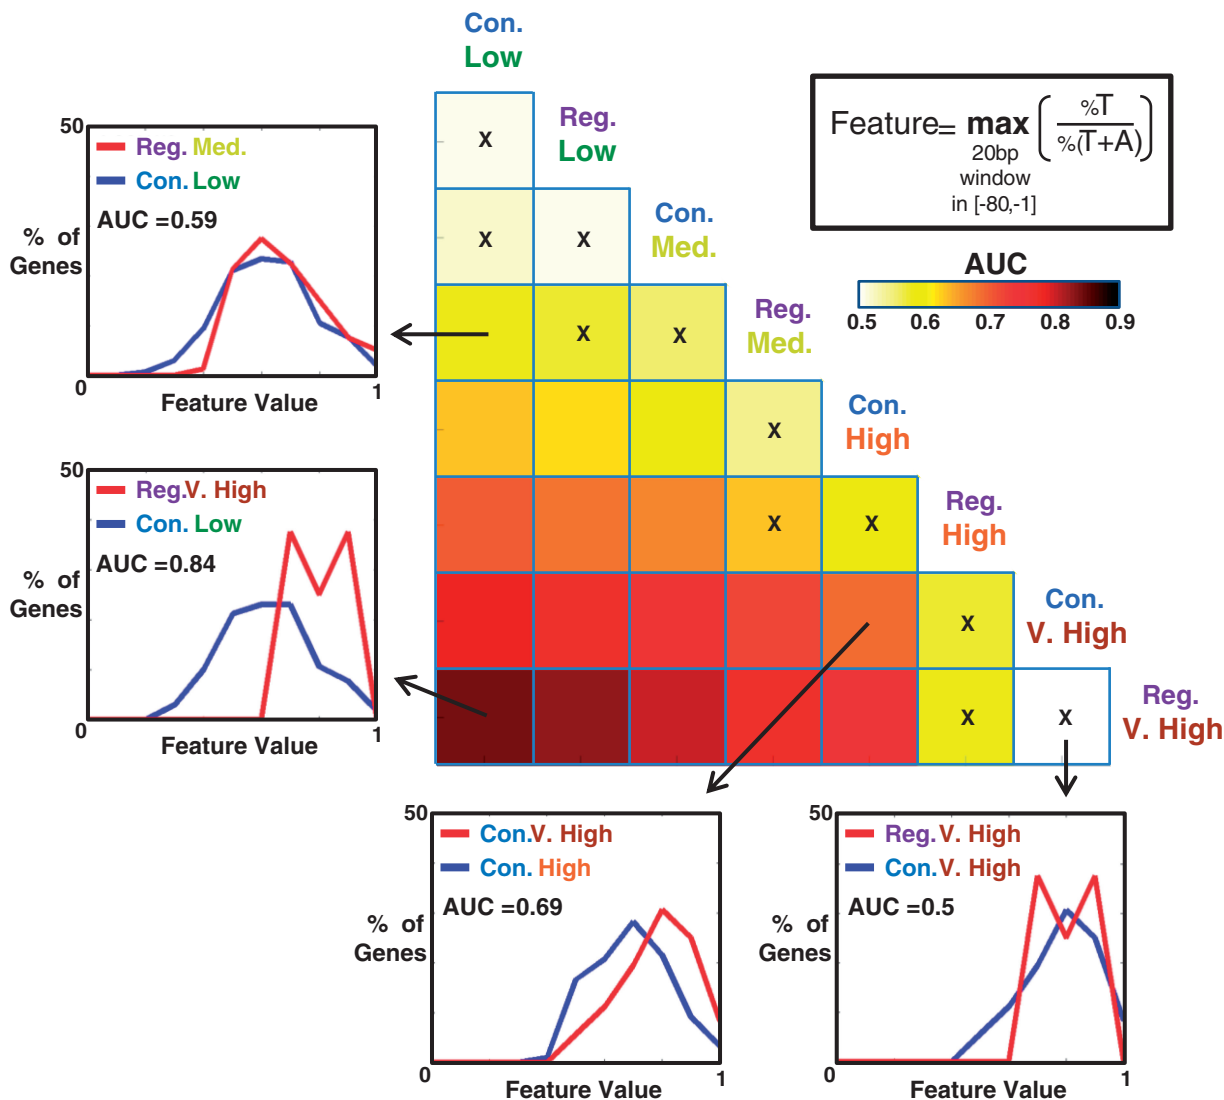 Con.
Low
Reg.
Low
Con.
Med.
Reg.
Med.
Con.
High
Reg.
High
Con.
V. High
Reg.
V. High
Feature= max ( %T / %(T+A) )
20bp
window
in [-80,-1]
AUC
0.5 0.6 0.7 0.8 0.9
x
x x
x x
x
x x
x
x x
50
Reg. Med.
Con. Low
AUC =0.59
% of
Genes
0 1
Feature Value
50
Reg.V. High
Con. Low
AUC =0.84
% of
Genes
0 1
Feature Value
50
Con.V. High
Con. High
AUC =0.69
% of
Genes
0 1
Feature Value
50
Reg.V. High
Con.V. High
AUC =0.5
% of
Genes
0 1
Feature Value